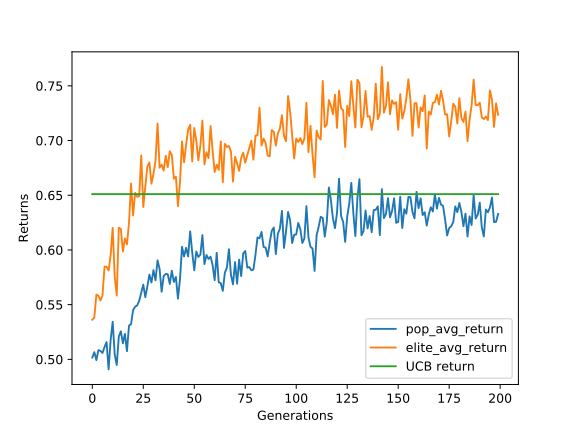 0.75
0.70
0.65
0.60
0.55
0.50
Returns
0 25 50 75 100 125 150 175 200
Generations
pop_avg_return
elite_avg_return
UCB return